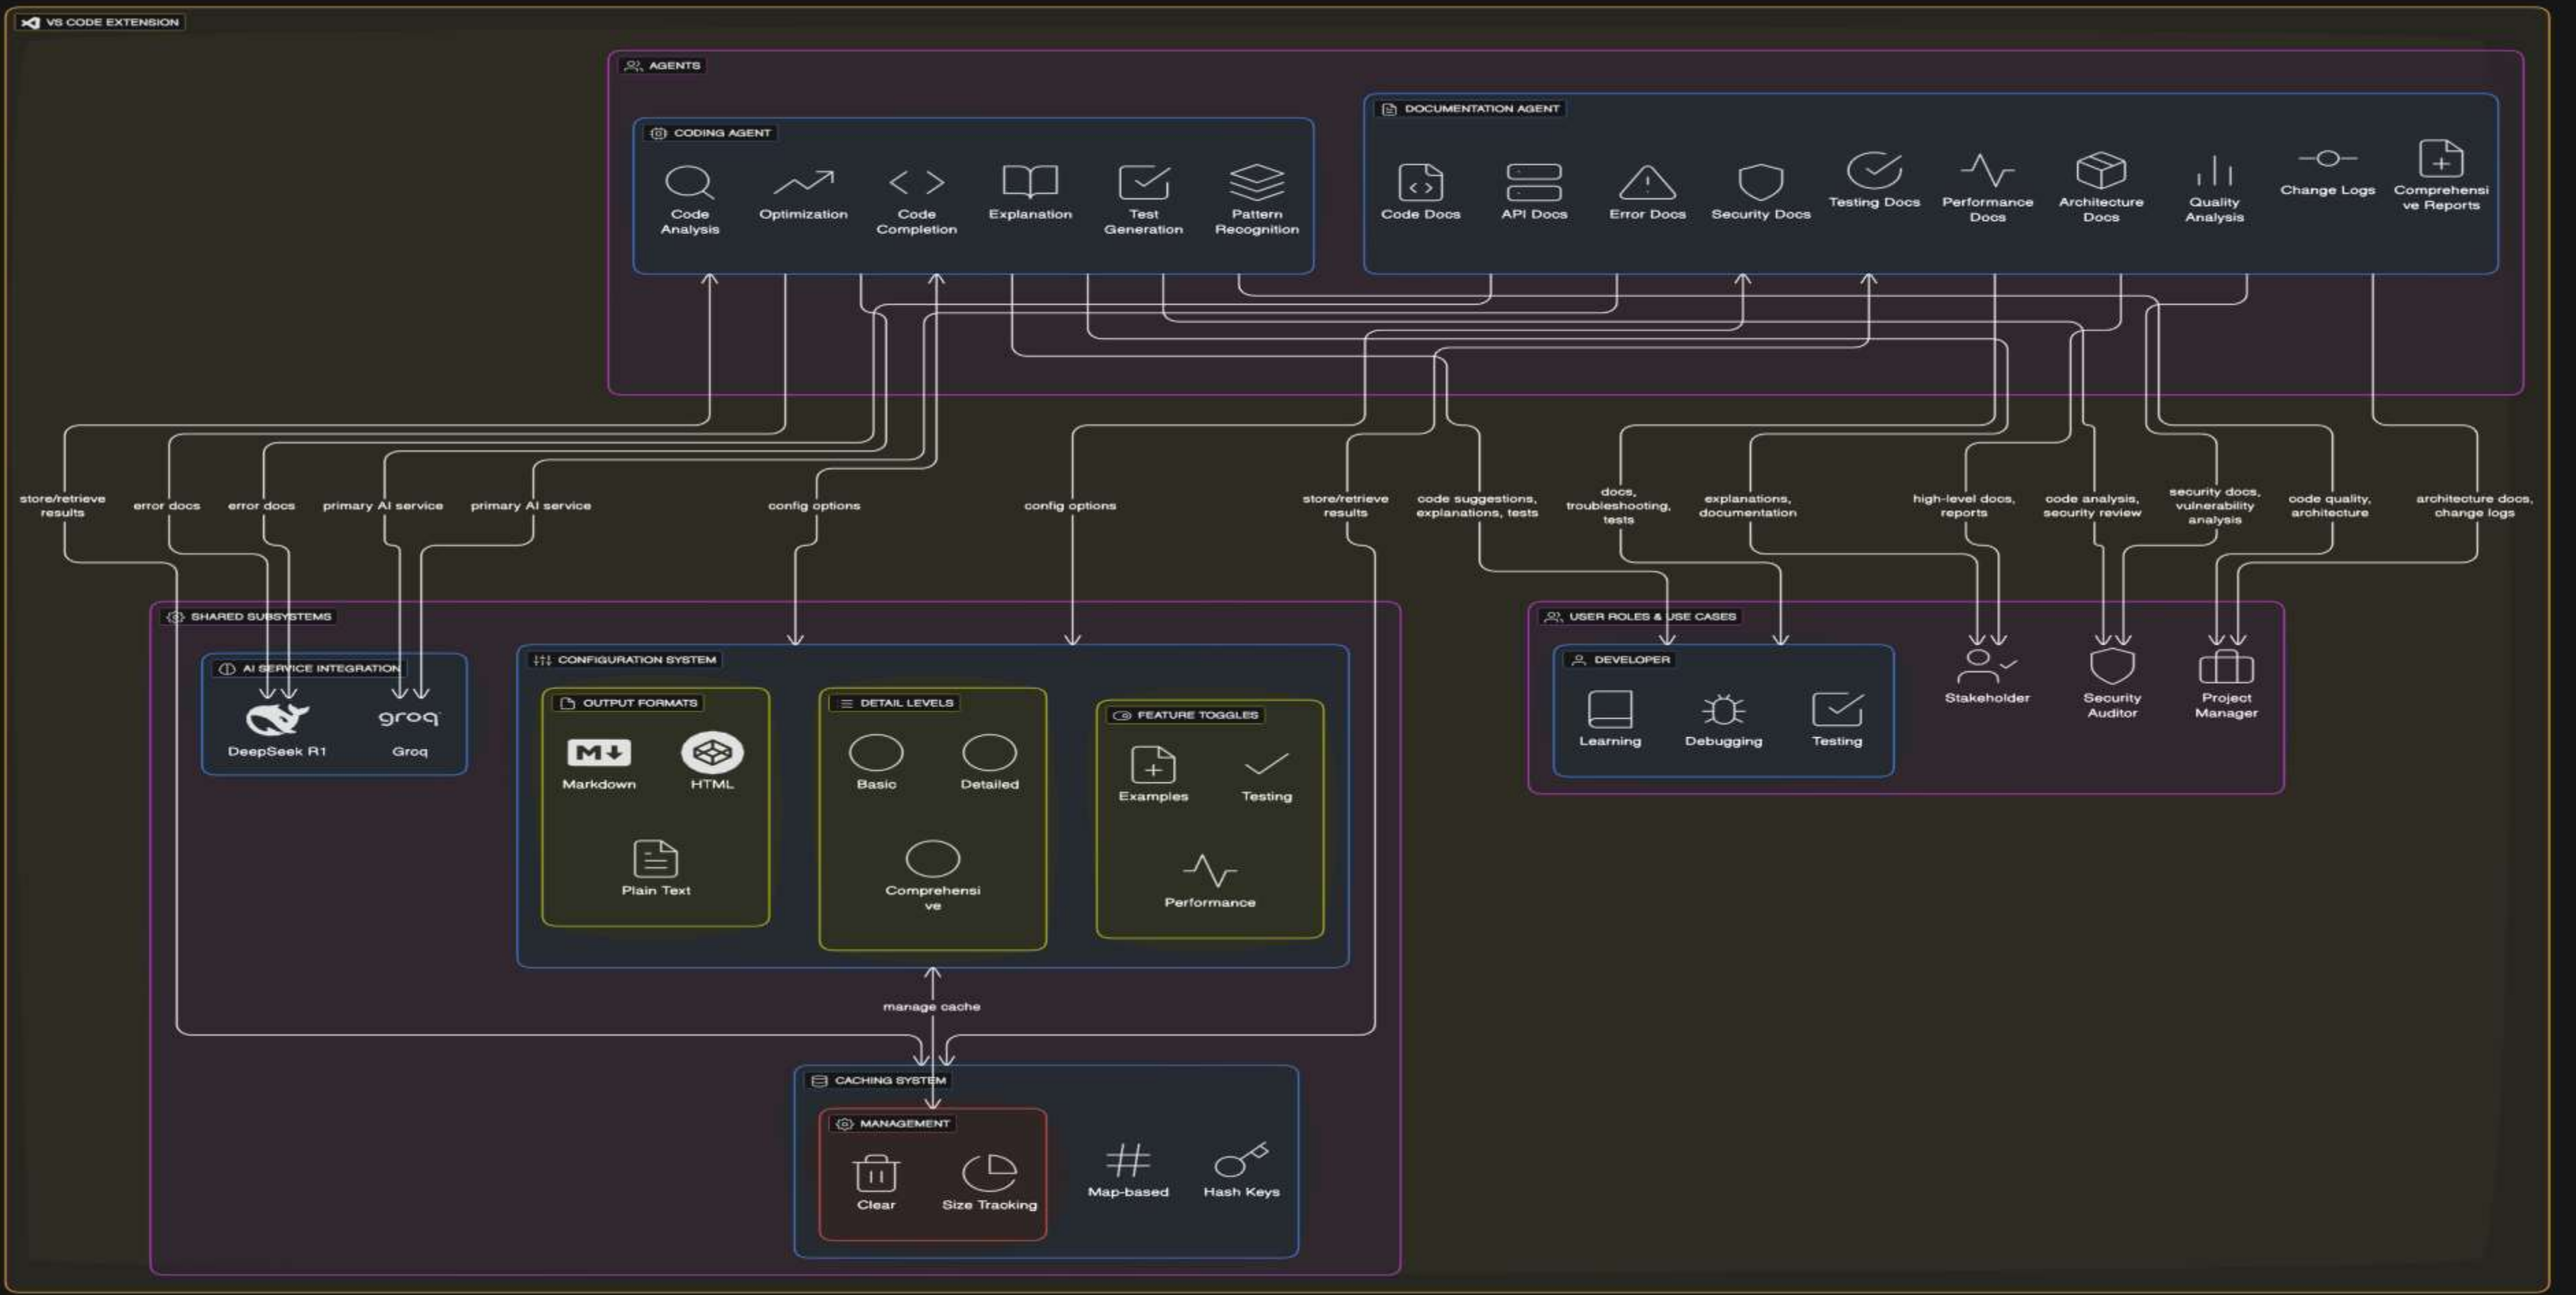 VS CODE EXTENSION
AGENTS
CODING AGENT
Code
Analysis
Optimization
Code
Completion
Explanation
Test
Generation
Pattern
Recognition
DOCUMENTATION AGENT
Code Docs
API Docs
Error Docs
Security Docs
Testing Docs
Performance
Docs
Architecture
Docs
Quality
Analysis
Change Logs
Comprehensi
ve Reports
store/retrieve
results
error docs
error docs
primary AI service
primary AI service
config options
config options
store/retrieve
results
code suggestions,
explanations, tests
docs,
troubleshooting,
tests
explanations,
documentation
high-level docs,
reports
code analysis,
security review
security docs,
vulnerability
analysis
code quality,
architecture
architecture docs,
change logs
SHARED SUBSYSTEMS
AI SERVICE INTEGRATION
DeepSeek R1
groq
Groq
CONFIGURATION SYSTEM
OUTPUT FORMATS
M
Markdown
HTML
Plain Text
DETAIL LEVELS
Basic
Detailed
Comprehensi
ve
FEATURE TOGGLES
Examples
Testing
Performance
manage cache
CACHING SYSTEM
MANAGEMENT
Clear
Size Tracking
Map-based
Hash Keys
USER ROLES & USE CASES
DEVELOPER
Learning
Debugging
Testing
Stakeholder
Security
Auditor
Project
Manager